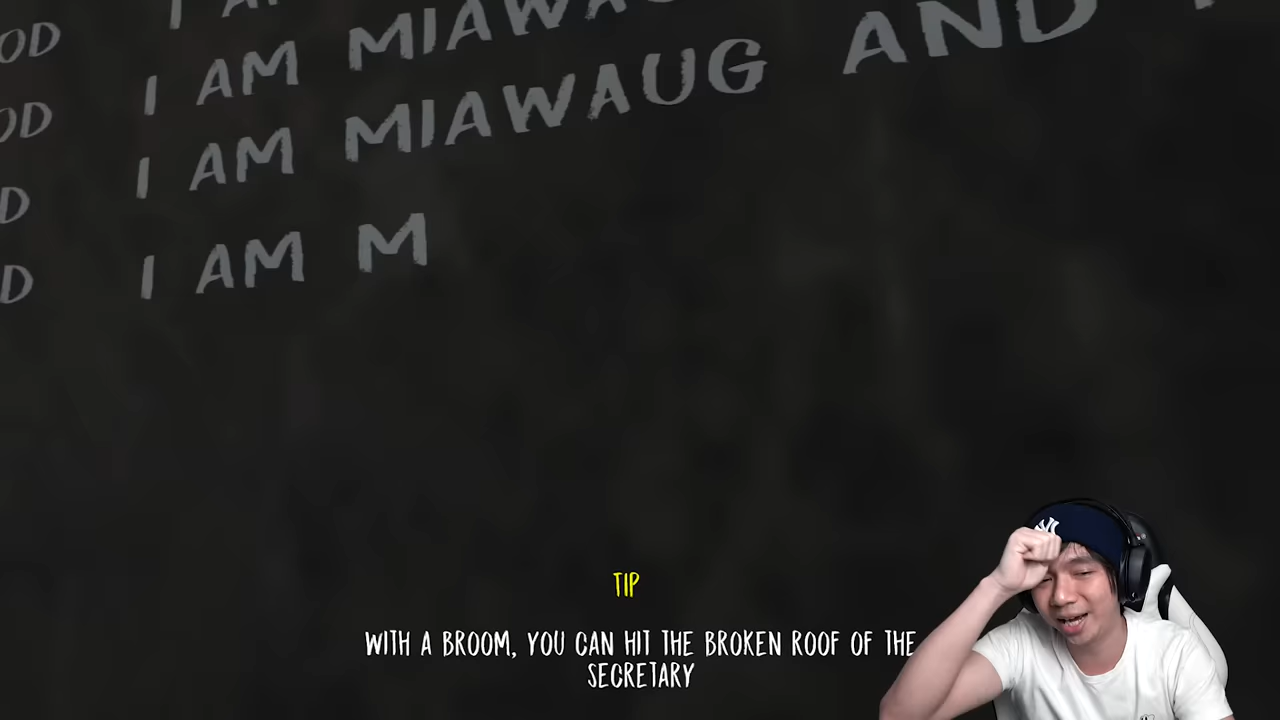 OD I A
OD I AM MIAWAUG
D I AM MIAWAUG AND
D I AM M
TIP
WITH A BROOM, YOU CAN HIT THE BROKEN ROOF OF THE
SECRETARY
NY